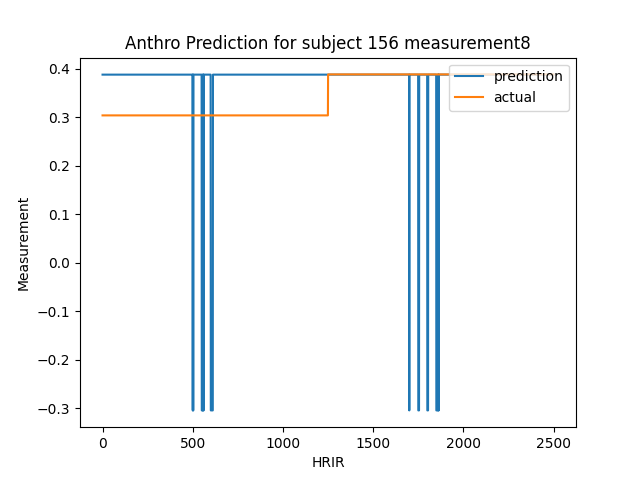 Anthro Prediction for subject 156 measurement8
prediction
actual
0.4
0.3
0.2
0.1
0.0
−0.1
−0.2
−0.3
Measurement
0 500 1000 1500 2000 2500
HRIR